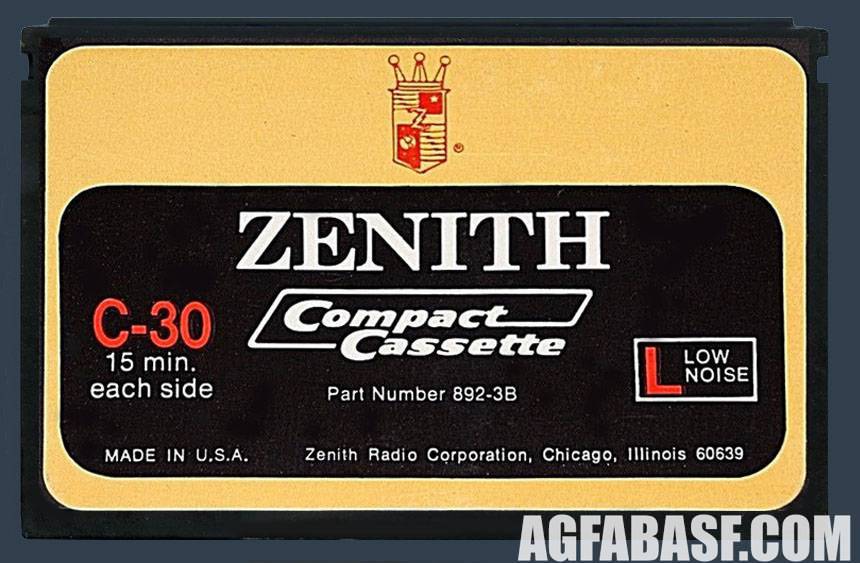 Z
®
ZENITH
Compact
Cassette
C-30
15 min.
each side
L LOW
NOISE
Part Number 892-3B
MADE IN U.S.A. Zenith Radio Corporation, Chicago, Illinois 60639
AGFABASF.COM